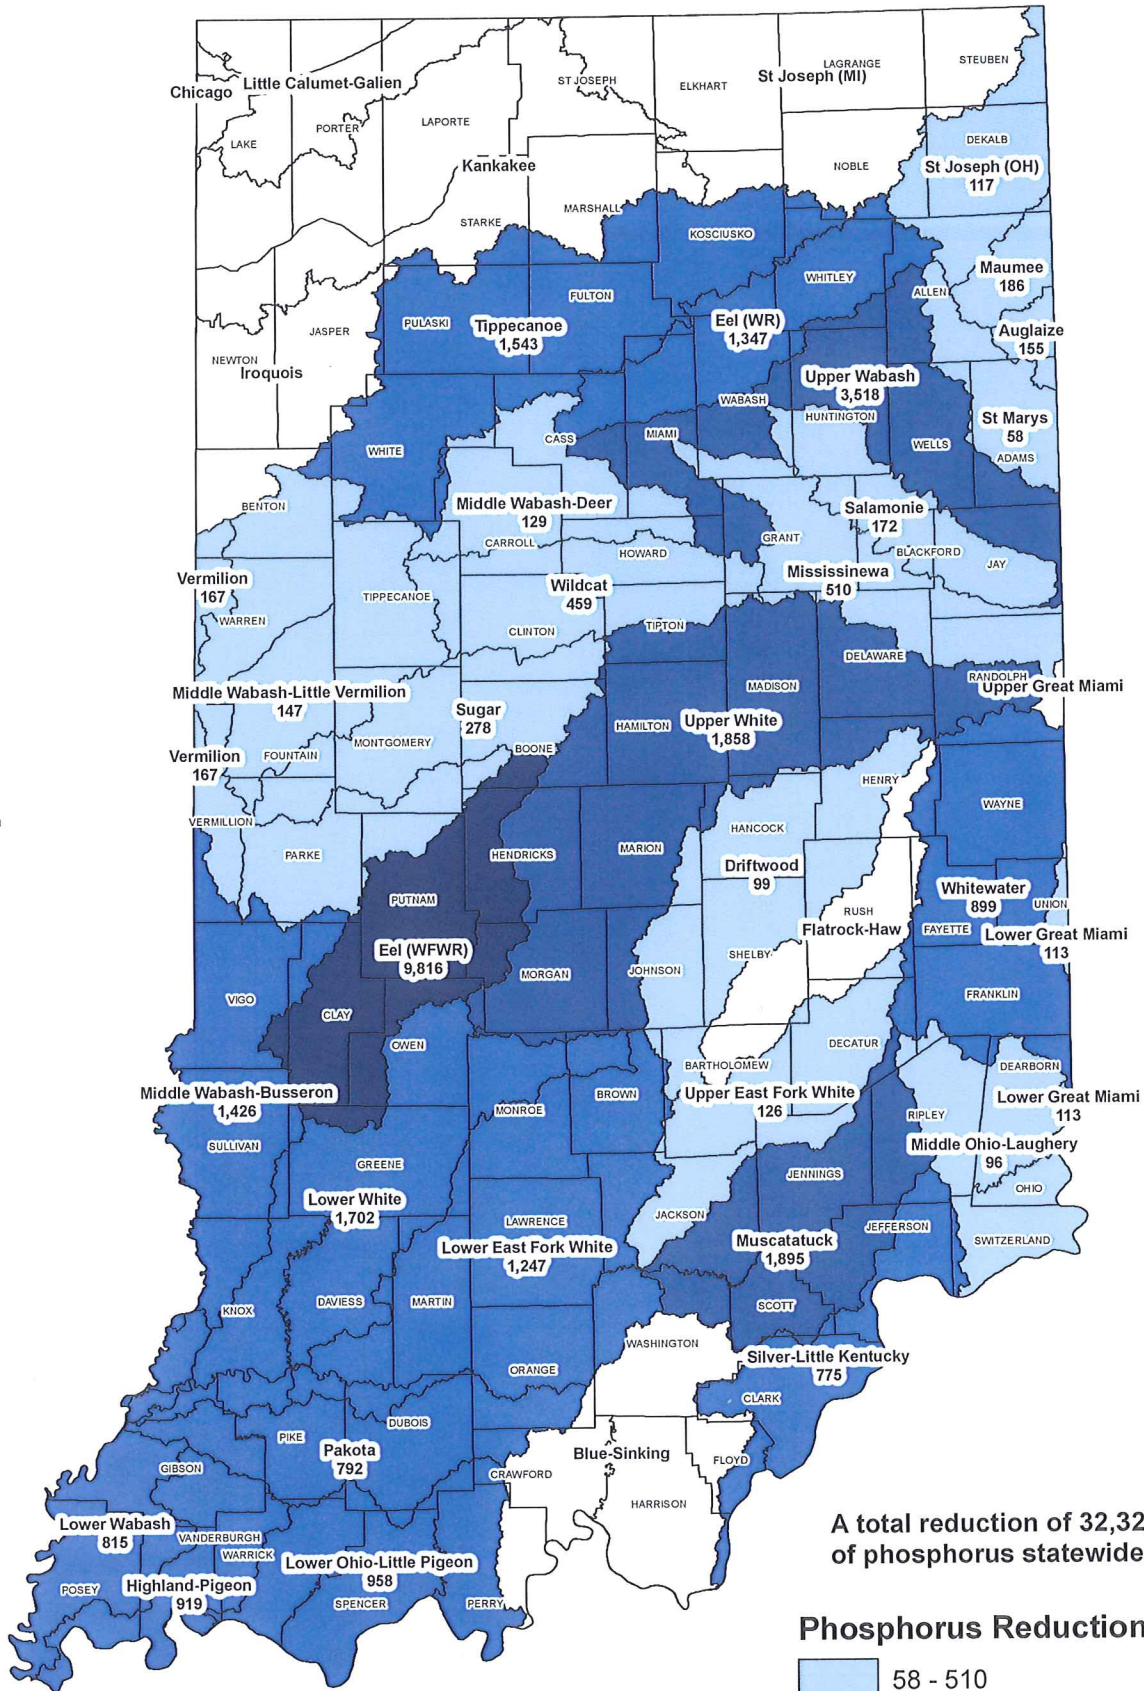 STEUBEN
LAGRANGE
St Joseph (MI)
ELKHART
ST JOSEPH
Little Calumet-Galien
Chicago
LAPORTE
PORTER
LAKE
DEKALB
St Joseph (OH)
117
NOBLE
Kankakee
MARSHALL
STARKE
KOSCIUSKO
Maumee
186
WHITLEY
ALLEN
FULTON
PULASKI
Tippecanoe
1,543
Eel (WR)
1,347
Auglaize
155
JASPER
NEWTON
Iroquois
Upper Wabash
3,518
WABASH
HUNTINGTON
St Marys
58
ADAMS
WELLS
MIAMI
CASS
WHITE
BENTON
Middle Wabash-Deer
129
Salamonie
172
CARROLL
GRANT
HOWARD
BLACKFORD
JAY
Vermilion
167
Wildcat
459
Mississinewa
510
TIPPECANOE
WARREN
CLINTON
TIPTON
DELAWARE
RANDOLPH
Upper Great Miami
MADISON
Middle Wabash-Little Vermilion
147
Sugar
278
HAMILTON
Upper White
1,858
MONTGOMERY
BOONE
Vermilion
167
FOUNTAIN
HENRY
WAYNE
VERMILLION
HANCOCK
PARKE
HENDRICKS
MARION
Driftwood
99
PUTNAM
Whitewater
899
UNION
RUSH
FAYETTE
Flatrock-Haw
Lower Great Miami
113
Eel (WFWR)
9,816
SHELBY
MORGAN
JOHNSON
FRANKLIN
VIGO
CLAY
OWEN
DECATUR
BARTHOLOMEW
DEARBORN
Middle Wabash-Busseron
1,426
Upper East Fork White
126
Lower Great Miami
113
BROWN
MONROE
RIPLEY
SULLIVAN
Middle Ohio-Laughery
96
GREENE
JENNINGS
OHIO
Lower White
1,702
JACKSON
LAWRENCE
JEFFERSON
SWITZERLAND
Lower East Fork White
1,247
Muscatatuck
1,895
KNOX
DAVIESS
MARTIN
SCOTT
WASHINGTON
Silver-Little Kentucky
775
ORANGE
CLARK
DUBOIS
PIKE
Pakota
792
Blue-Sinking
FLOYD
GIBSON
CRAWFORD
HARRISON
Lower Wabash
815
VANDERBURGH
WARRICK
Lower Ohio-Little Pigeon
958
POSEY
Highland-Pigeon
919
SPENCER
PERRY
A total reduction of 32,32
of phosphorus statewide
Phosphorus Reduction
58 - 510